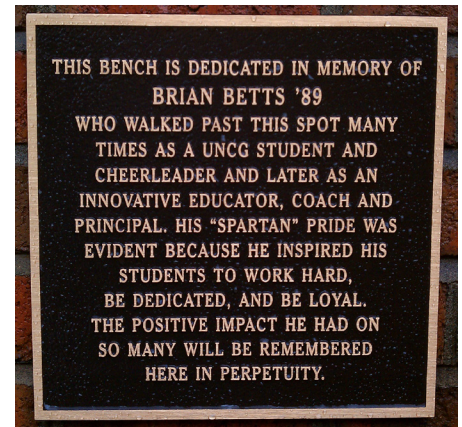 THIS BENCH IS DEDICATED IN MEMORY OF
BRIAN BETTS '89
WHO WALKED PAST THIS SPOT MANY
TIMES AS A UNCG STUDENT AND
CHEERLEADER AND LATER AS AN
INNOVATIVE EDUCATOR, COACH AND
PRINCIPAL. HIS "SPARTAN" PRIDE WAS
EVIDENT BECAUSE HE INSPIRED HIS
STUDENTS TO WORK HARD,
BE DEDICATED, AND BE LOYAL.
THE POSITIVE IMPACT HE HAD ON
SO MANY WILL BE REMEMBERED
HERE IN PERPETUITY.